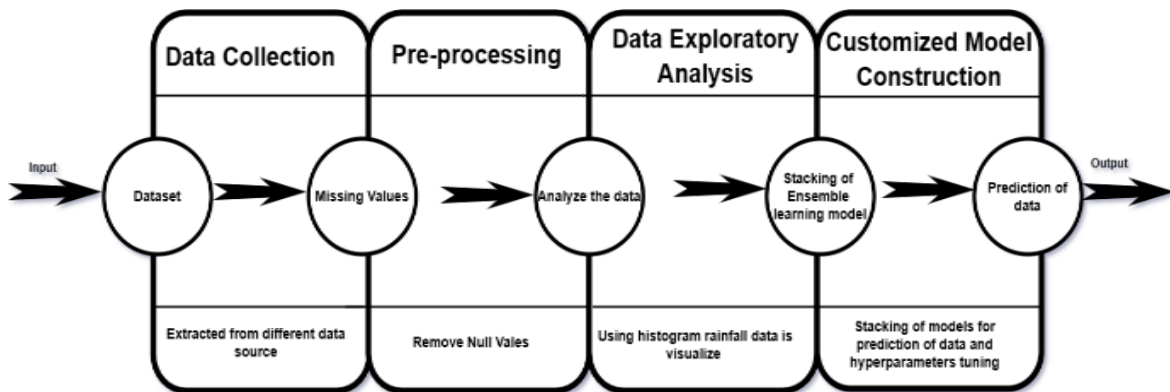 Data Collection
Pre-processing
Data Exploratory
Analysis
Customized Model
Construction
Input
Dataset
Missing Values
Analyze the data
Stacking of
Ensemble
learning model
Prediction of
data
Output
Extracted from different data
source
Remove Null Vales
Using histogram rainfall data is
visualize
Stacking of models for
prediction of data and
hyperparameters tuning